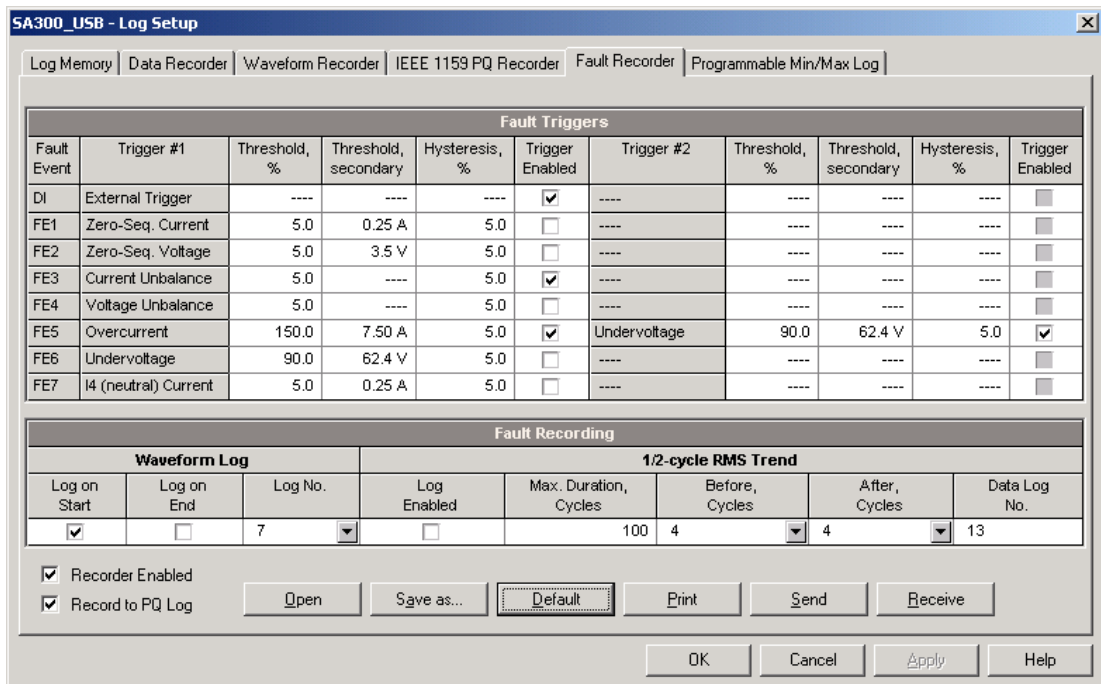 SA300_USB - Log Setup
Log Memory Data Recorder Waveform Recorder IEEE 1159 PQ Recorder Fault Recorder Programmable Min/Max Log
Fault Triggers
Fault Event Trigger #1 Threshold, % Threshold, secondary Hysteresis, % Trigger Enabled Trigger #2 Threshold, % Threshold, secondary Hysteresis, % Trigger Enabled
DI External Trigger ---- ---- ---- ---- ---- ---- ----
FE1 Zero-Seq. Current 5.0 0.25 A 5.0 ---- ---- ---- ----
FE2 Zero-Seq. Voltage 5.0 3.5 V 5.0 ---- ---- ---- ----
FE3 Current Unbalance 5.0 ---- 5.0 ---- ---- ---- ----
FE4 Voltage Unbalance 5.0 ---- 5.0 ---- ---- ---- ----
FE5 Overcurrent 150.0 7.50 A 5.0 Undervoltage 90.0 62.4 V 5.0
FE6 Undervoltage 90.0 62.4 V 5.0 ---- ---- ---- ----
FE7 I4 (neutral) Current 5.0 0.25 A 5.0 ---- ---- ---- ----
Fault Recording
Waveform Log 1/2-cycle RMS Trend
Log on Start Log on End Log No. Log Enabled Max. Duration, Cycles Before, Cycles After, Cycles Data Log No.
7 100 4 4 13
Recorder Enabled
Record to PQ Log
Open Save as... Default Print Send Receive
OK Cancel Apply Help